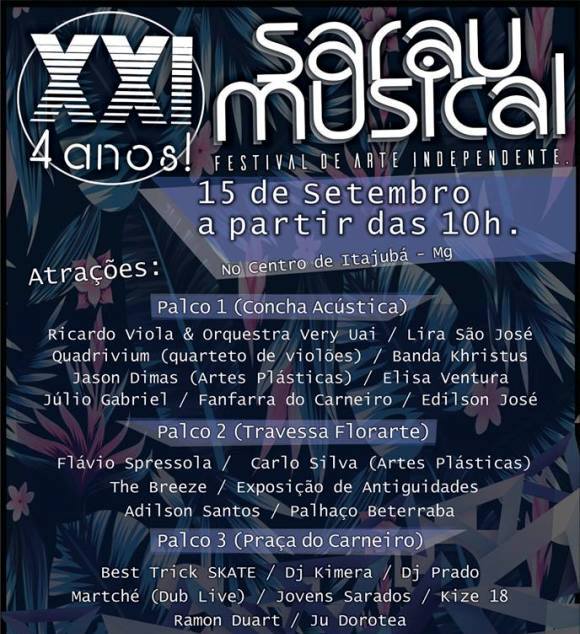 XXI
4 anos!
sarau
musical
FESTIVAL DE ARTE INDEPENDENTE.
15 de Setembro
a partir das 10h.
No Centro de Itajubá - Mg
Atrações:
Palco 1 (Concha Acústica)
Ricardo Viola & Orquestra Very Uai / Lira São José
Quadrivium (quarteto de violões) / Banda Khristus
Jason Dimas (Artes Plásticas) / Elisa Ventura
Júlio Gabriel / Fanfarra do Carneiro / Edilson José
Palco 2 (Travessa Florarte)
Flávio Spressola / Carlo Silva (Artes Plásticas)
The Breeze / Exposição de Antiguidades
Adilson Santos / Palhaço Beterraba
Palco 3 (Praça do Carneiro)
Best Trick SKATE / Dj Kimera / Dj Prado
Martché (Dub Live) / Jovens Sarados / Kize 18
Ramon Duart / Ju Dorotea